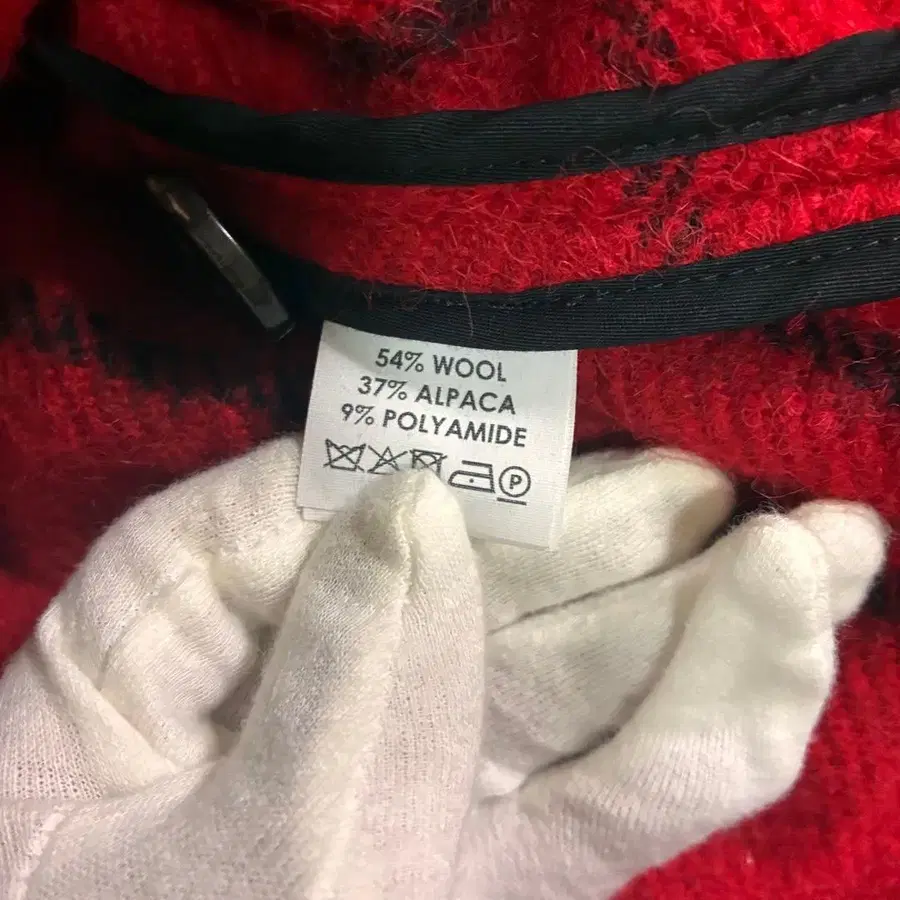 54% WOOL
37% ALPACA
9% POLYAMIDE
P